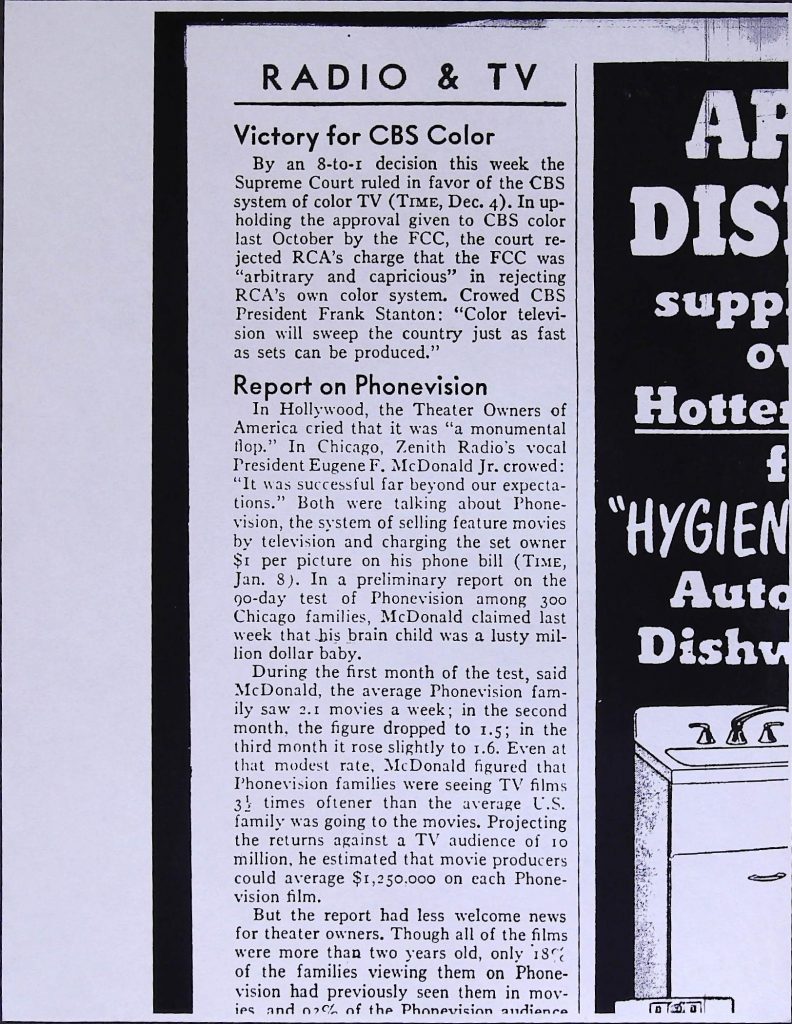 RADIO & TV
Victory for CBS Color
By an 8-to-1 decision this week the
Supreme Court ruled in favor of the CBS
system of color TV (TIME, Dec. 4). In up-
holding the approval given to CBS color
last October by the FCC, the court re-
jected RCA's charge that the FCC was
"arbitrary and capricious" in rejecting
RCA's own color system. Crowed CBS
President Frank Stanton: "Color televi-
sion will sweep the country just as fast
as sets can be produced."
Report on Phonevision
In Hollywood, the Theater Owners of
America cried that it was "a monumental
flop." In Chicago, Zenith Radio's vocal
President Eugene F. McDonald Jr. crowed:
"It was successful far beyond our expecta-
tions." Both were talking about Phone-
vision, the system of selling feature movies
by television and charging the set owner
$1 per picture on his phone bill (TIME,
Jan. 8). In a preliminary report on the
90-day test of Phonevision among 300
Chicago families, McDonald claimed last
week that his brain child was a lusty mil-
lion dollar baby.
During the first month of the test, said
McDonald, the average Phonevision fam-
ily saw 2.1 movies a week; in the second
month, the figure dropped to 1.5; in the
third month it rose slightly to 1.6. Even at
that modest rate, McDonald figured that
Phonevision families were seeing TV films
3½ times oftener than the average U.S.
family was going to the movies. Projecting
the returns against a TV audience of 10
million, he estimated that movie producers
could average $1,250,000 on each Phone-
vision film.
But the report had less welcome news
for theater owners. Though all of the films
were more than two years old, only 18%
of the families viewing them on Phone-
vision had previously seen them in mov-
ies, and 92% of the Phonevision audience
AP
DIS
supp
ov
Hotte
f
"HYGIEN
Auto
Dishw